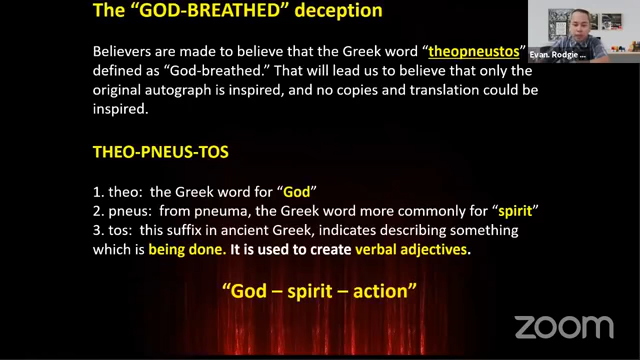 The “GOD-BREATHED” deception
Evan. Rodgie ...
Believers are made to believe that the Greek word “theopneustos”
defined as “God-breathed.” That will lead us to believe that only the
original autograph is inspired, and no copies and translation could be
inspired.
THEO-PNEUS-TOS
1. theo: the Greek word for “God”
2. pneus: from pneuma, the Greek word more commonly for “spirit”
3. tos: this suffix in ancient Greek, indicates describing something
which is being done. It is used to create verbal adjectives.
“God – spirit – action”
zoom